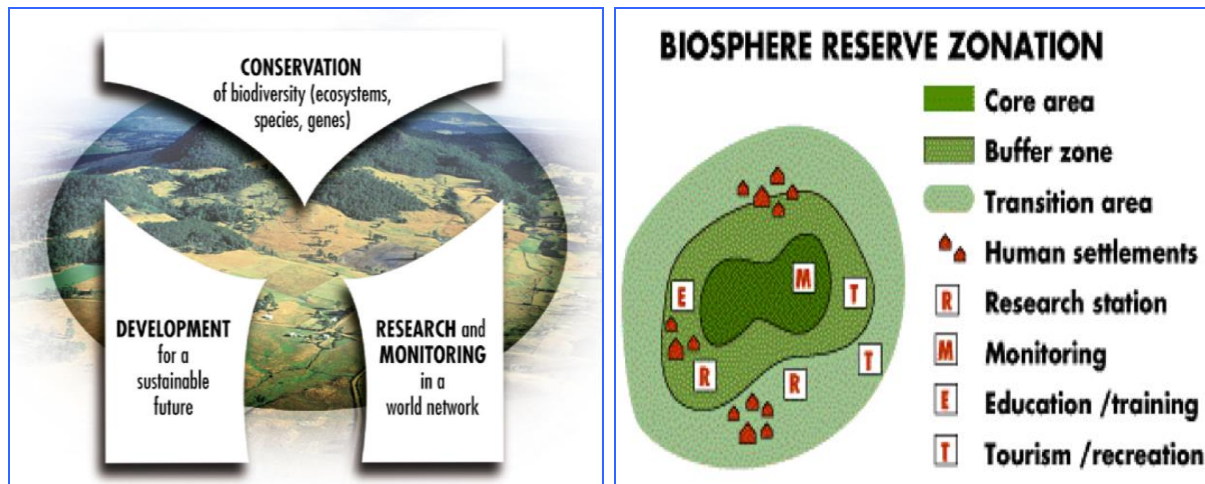 CONSERVATION
of biodiversity (ecosystems,
species, genes)
DEVELOPMENT
for a
sustainable
future
RESEARCH and
MONITORING
in a
world network
BIOSPHERE RESERVE ZONATION
Core area
Buffer zone
Transition area
Human settlements
R Research station
M Monitoring
E Education /training
T Tourism /recreation
M
E
T
R
R
T